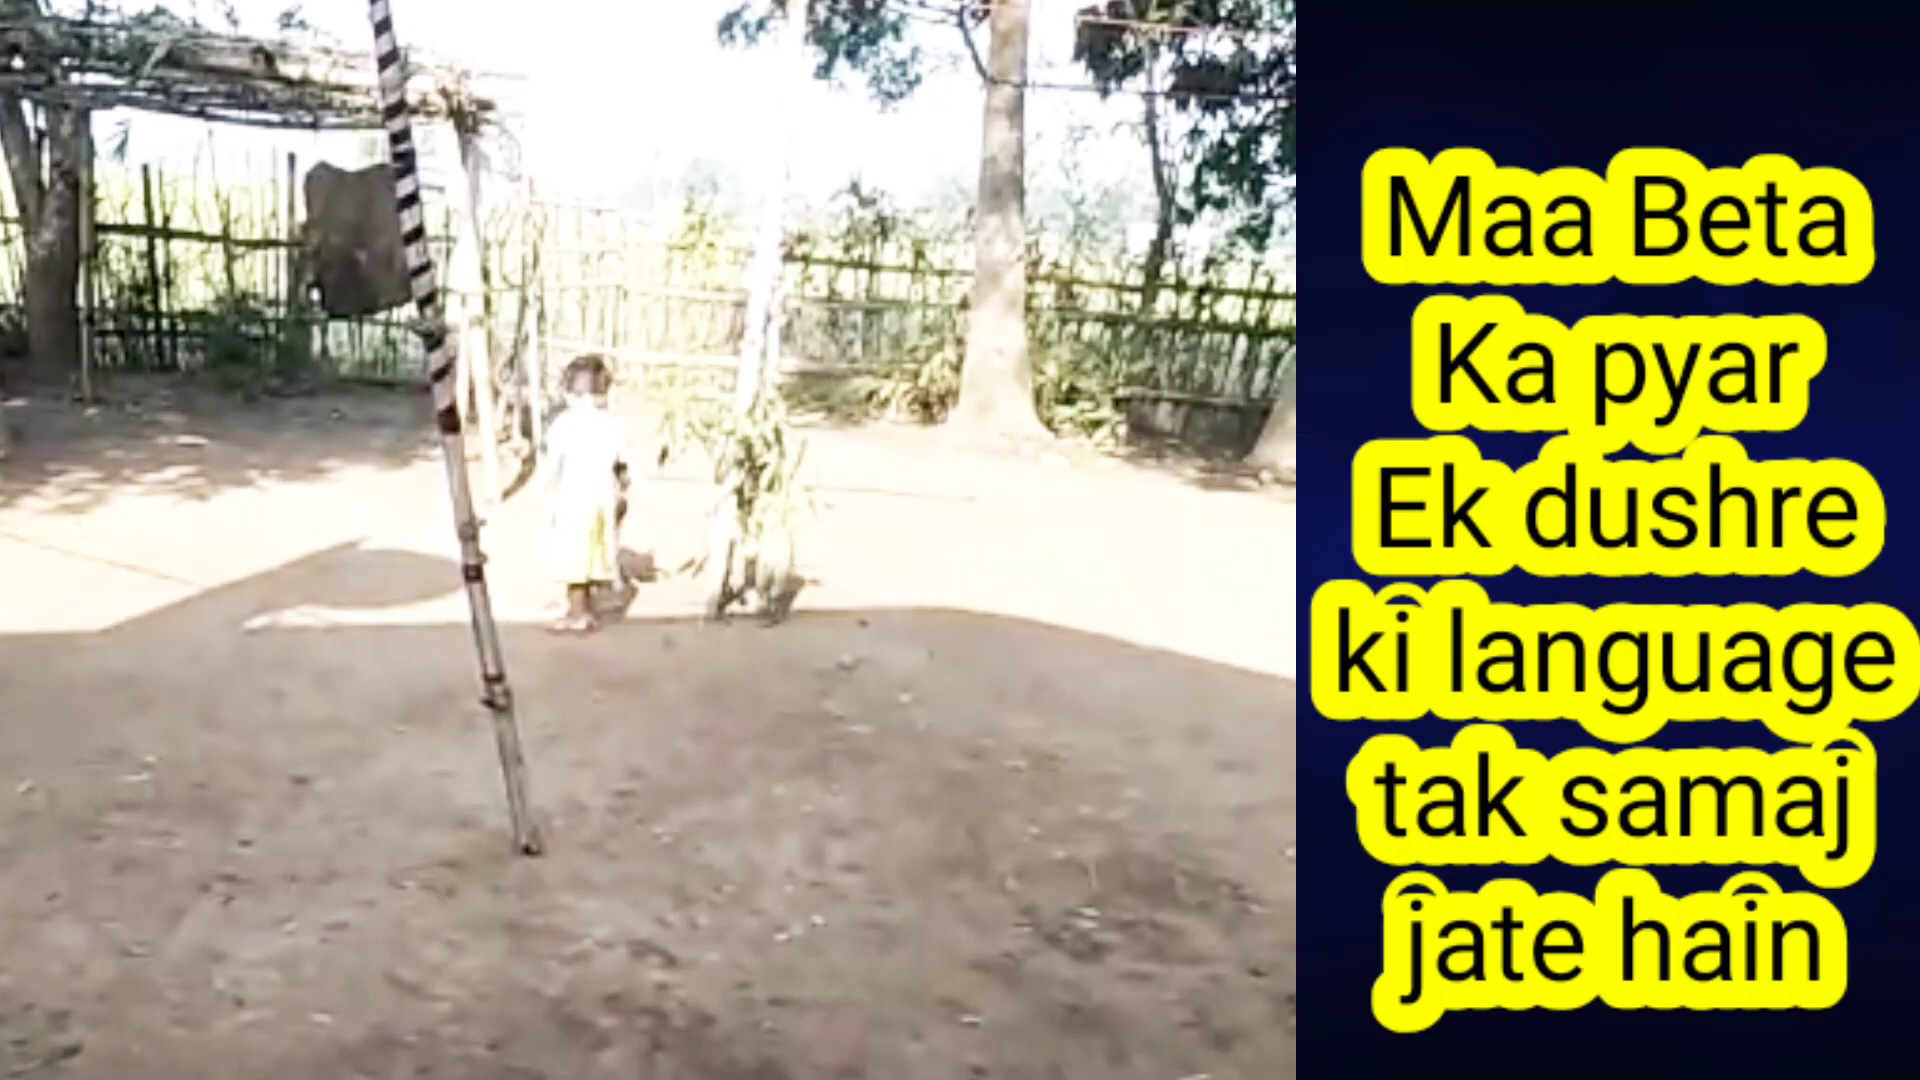 Maa Beta
Ka pyar
Ek dushre
ki language
tak samaj
jate hain